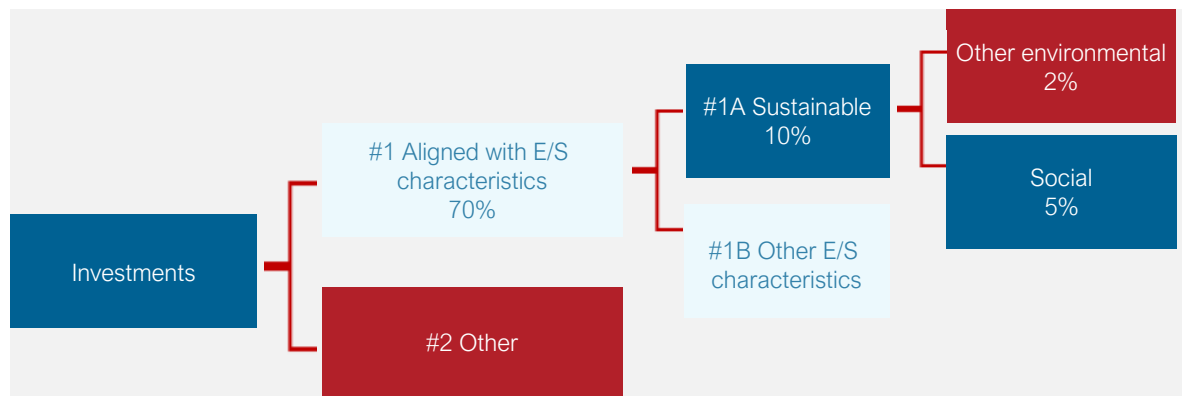 Investments
#1 Aligned with E/S
characteristics
70%
#2 Other
#1A Sustainable
10%
#1B Other E/S
characteristics
Other environmental
2%
Social
5%